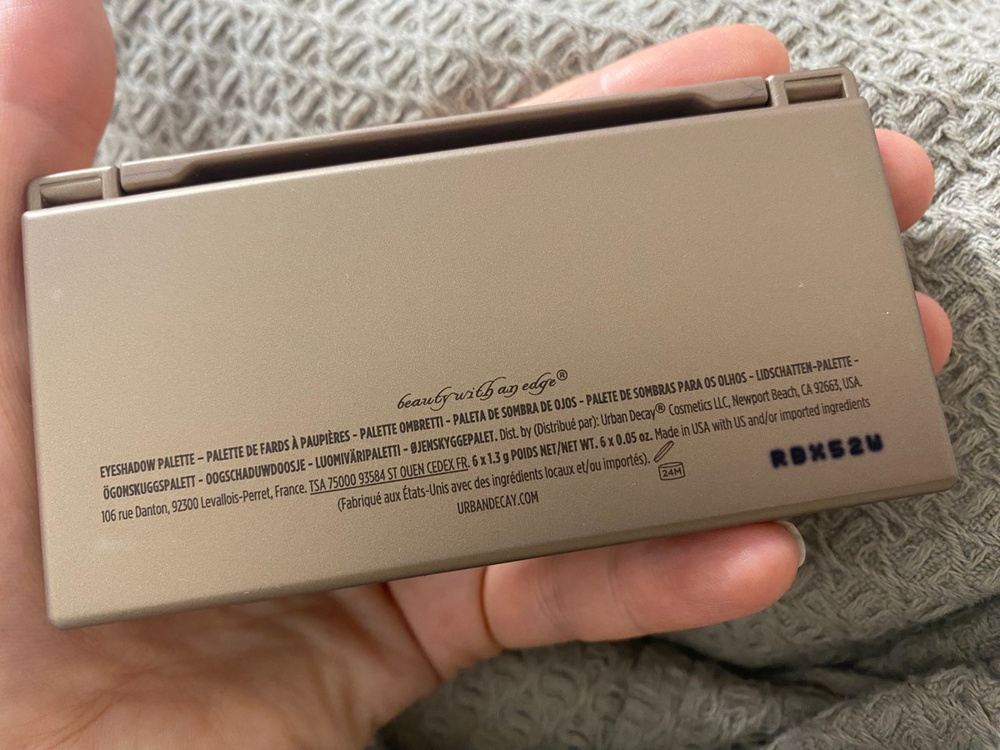 beauty with an edge®
EYESHADOW PALETTE – PALETTE DE FARDS À PAUPIÈRES – PALETTE OMBRETTI – PALETA DE SOMBRA DE OJOS – PALETE DE SOMBRAS PARA OS OLHOS – LIDSCHATTEN-PALETTE –
ÖGONSKUGGSPALETT – OOGSCHADUWDOOSJE – LUOMIVÄRIPALETTI – ØJENSKYGGEPALET. Dist. by (Distribué par): Urban Decay® Cosmetics LLC, Newport Beach, CA 92663, USA.
106 rue Danton, 92300 Levallois-Perret, France. TSA 75000 93584 ST OUEN CEDEX FR. 6 x 1.3 g POIDS NET/NET WT. 6 x 0.05 oz. Made in USA with US and/or imported ingredients
(Fabriqué aux États-Unis avec des ingrédients locaux et/ou importés). 24M
URBANDECAY.COM
RBX52W